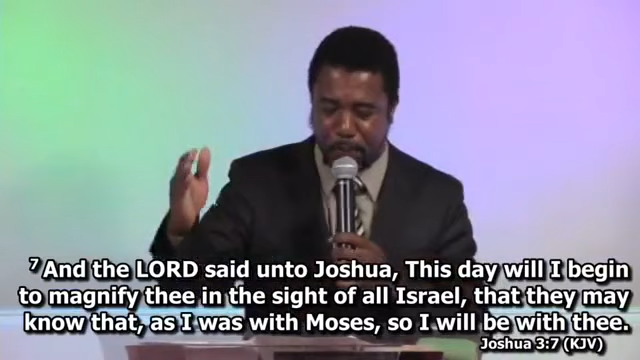 7 And the LORD said unto Joshua, This day will I begin
to magnify thee in the sight of all Israel, that they may
know that, as I was with Moses, so I will be with thee.
Joshua 3:7 (KJV)